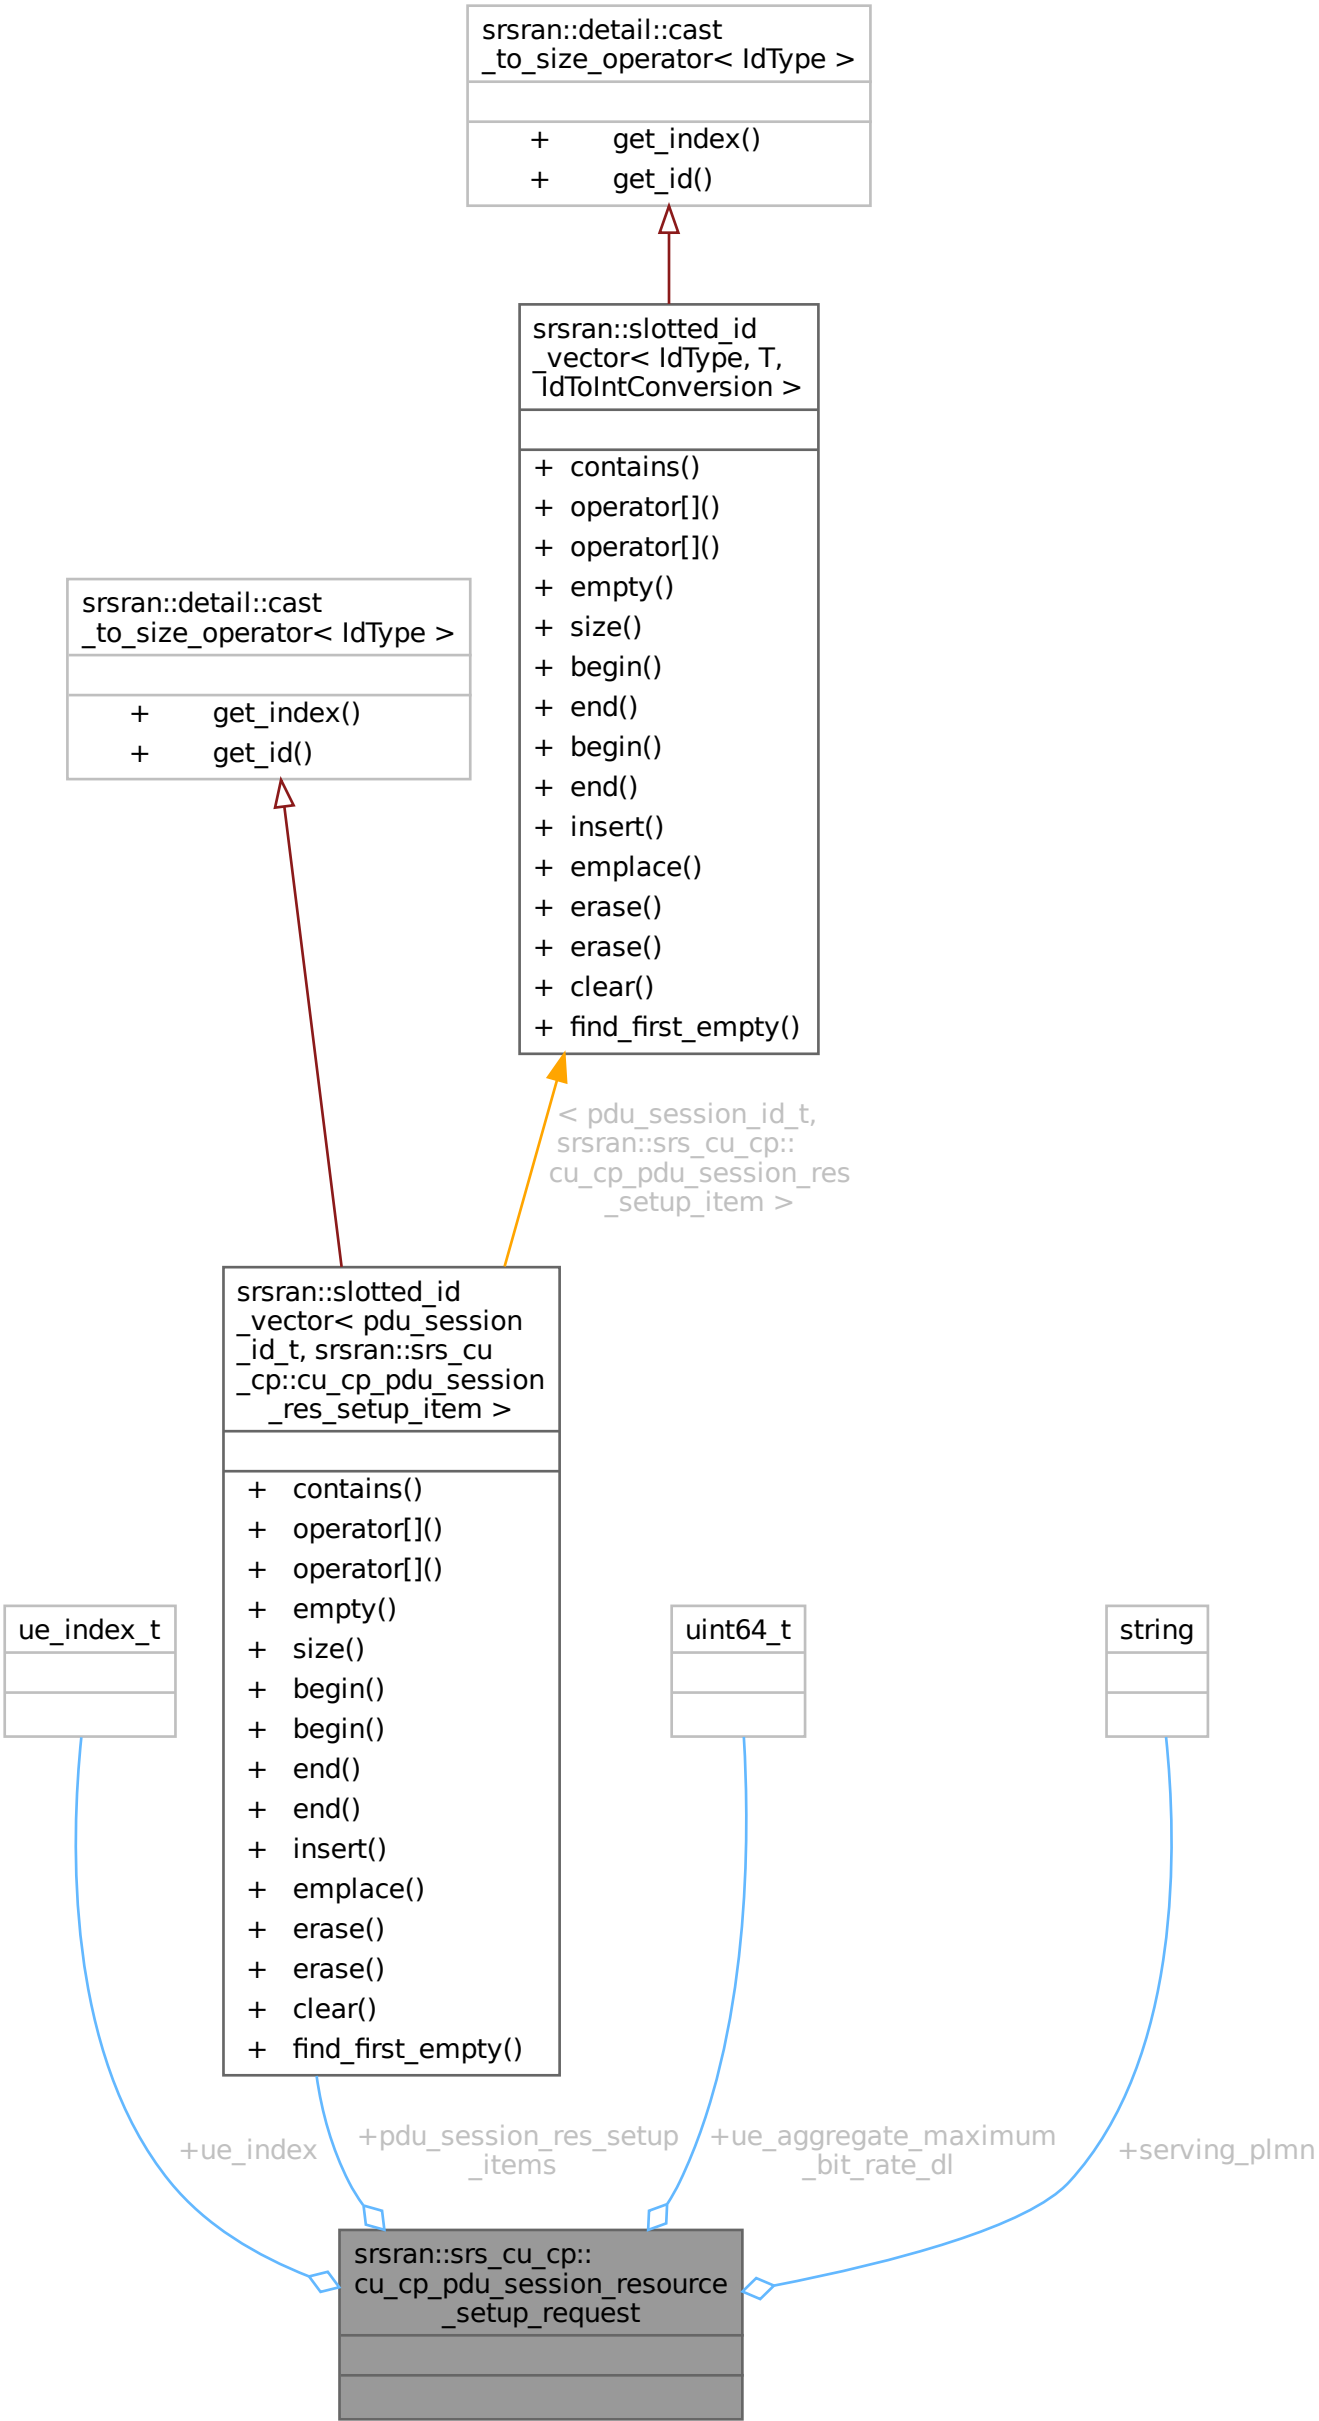 srsran::detail::cast
_to_size_operator< IdType >
+ get_index()
+ get_id()
srsran::slotted_id
_vector< IdType, T,
IdToIntConversion >
+ contains()
+ operator[]()
+ operator[]()
+ empty()
+ size()
+ begin()
+ end()
+ begin()
+ end()
+ insert()
+ emplace()
+ erase()
+ erase()
+ clear()
+ find_first_empty()
srsran::detail::cast
_to_size_operator< IdType >
+ get_index()
+ get_id()
< pdu_session_id_t,
srsran::srs_cu_cp::
cu_cp_pdu_session_res
_setup_item >
srsran::slotted_id
_vector< pdu_session
_id_t, srsran::srs_cu
_cp::cu_cp_pdu_session
_res_setup_item >
+ contains()
+ operator[]()
+ operator[]()
+ empty()
+ size()
+ begin()
+ begin()
+ end()
+ end()
+ insert()
+ emplace()
+ erase()
+ erase()
+ clear()
+ find_first_empty()
ue_index_t
uint64_t
string
+ue_index
+pdu_session_res_setup
_items
+ue_aggregate_maximum
_bit_rate_dl
+serving_plmn
srsran::srs_cu_cp::
cu_cp_pdu_session_resource
_setup_request